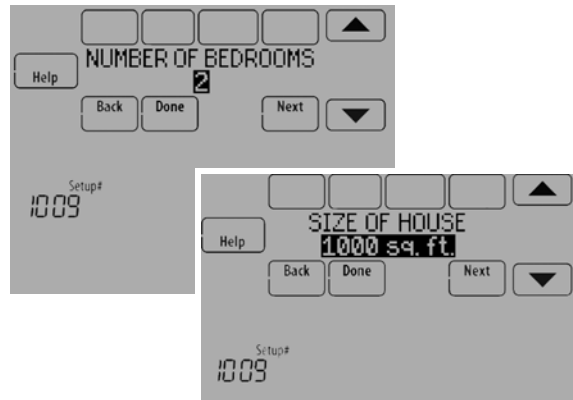 NUMBER OF BEDROOMS
Help
2
Back Done Next
Setup#
1009
SIZE OF HOUSE
Help
1000 sq. ft.
Back Done Next
Setup#
1009